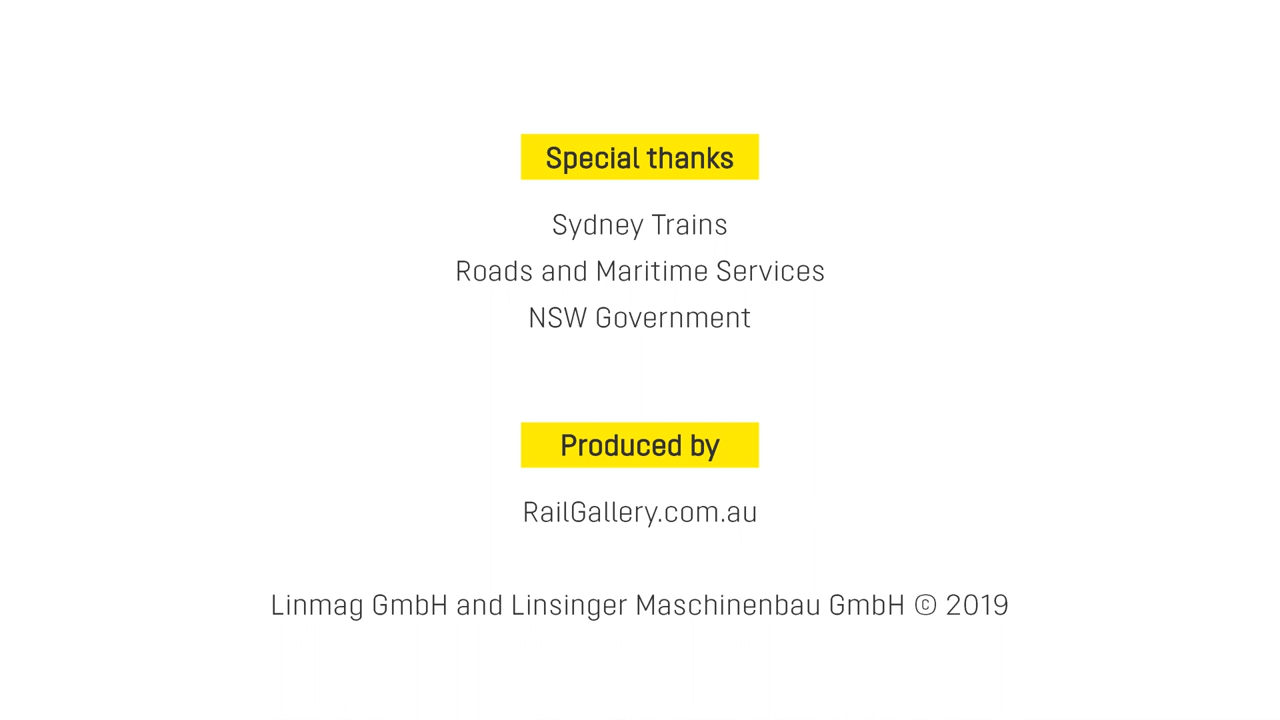 Special thanks
Sydney Trains
Roads and Maritime Services
NSW Government
Produced by
RailGallery.com.au
Linmag GmbH and Linsinger Maschinenbau GmbH © 2019